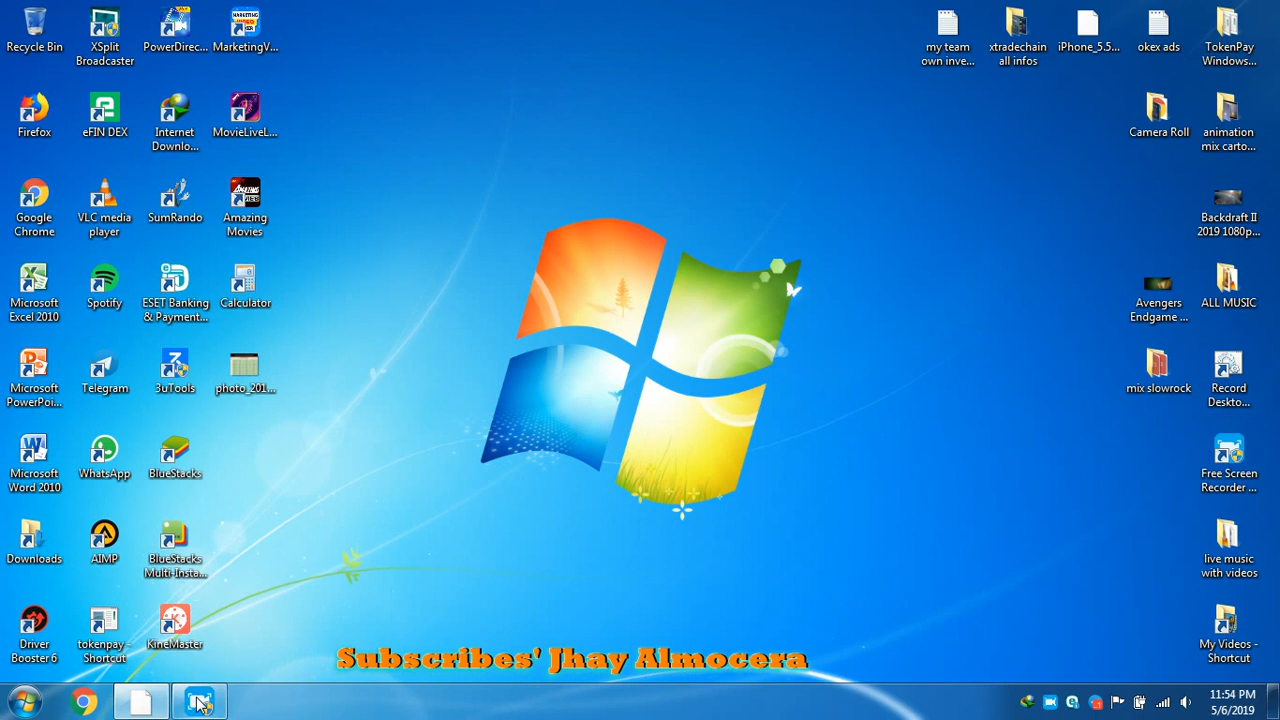 Recycle Bin
XSplit
Broadcaster
PowerDirec...
MarketingV...
my team
own inve...
xtradechain
all infos
iPhone_5.5...
okex ads
TokenPay
Windows...
Firefox
eFIN DEX
Internet
Downlo...
MovieLiveL...
Camera Roll
animation
mix carto...
Google
Chrome
VLC media
player
SumRando
Amazing
Movies
Backdraft II
2019 1080p...
Microsoft
Excel 2010
Spotify
ESET Banking
& Payment...
Calculator
Avengers
Endgame ...
ALL MUSIC
Microsoft
PowerPoi...
Telegram
3uTools
photo_201...
mix slowrock
Record
Deskto...
Microsoft
Word 2010
WhatsApp
BlueStacks
Free Screen
Recorder ...
Downloads
AIMP
BlueStacks
Multi-Insta...
live music
with videos
Driver
Booster 6
tokenpay -
Shortcut
KineMaster
My Videos -
Shortcut
Subscribes' Jhay Almocera
11:54 PM
5/6/2019